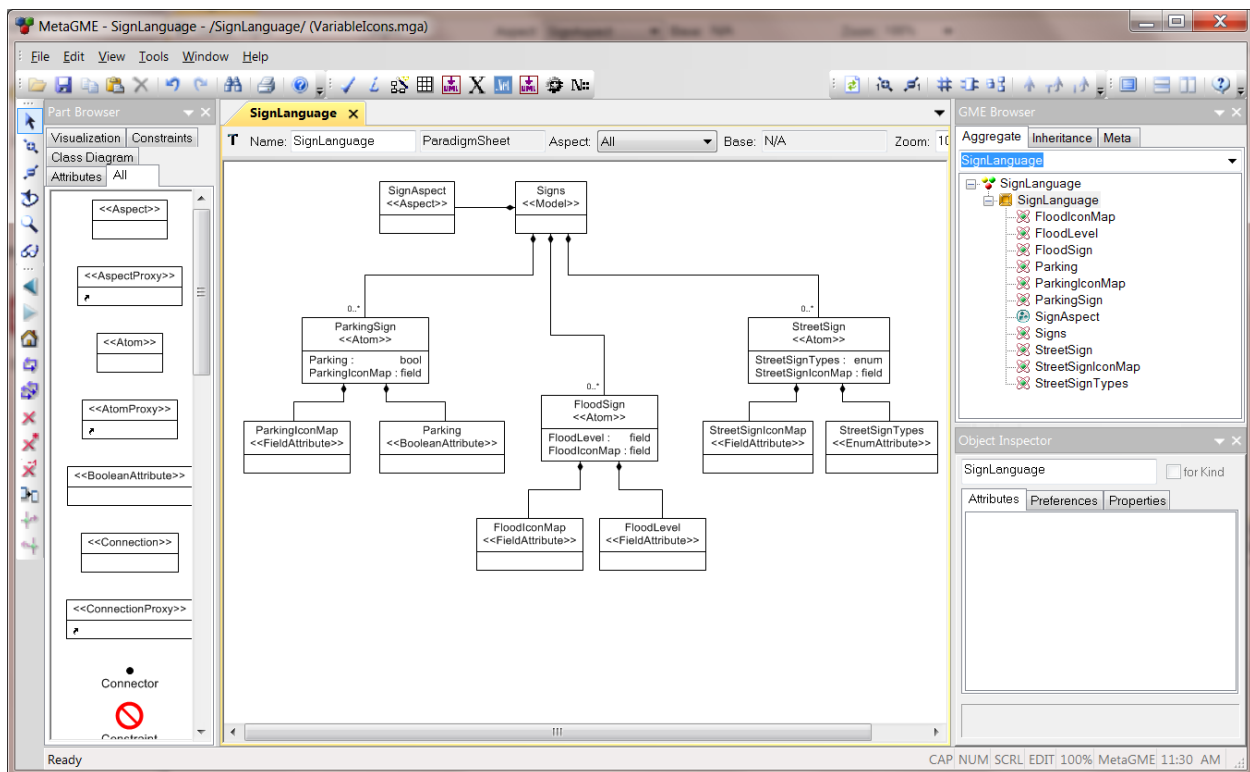 MetaGME - SignLanguage - /SignLanguage/ (VariableIcons.mga)
File Edit View Tools Window Help
Part Browser
Visualization Constraints
Class Diagram
Attributes All
<<Aspect>>
<<AspectProxy>>
<<Atom>>
<<AtomProxy>>
<<BooleanAttribute>>
<<Connection>>
<<ConnectionProxy>>
Connector
Constraint
SignLanguage X
T Name: SignLanguage ParadigmSheet Aspect: All Base: N/A Zoom: 10
SignAspect
<<Aspect>>
Signs
<<Model>>
0..*
ParkingSign
<<Atom>>
Parking : bool
ParkingIconMap : field
ParkingIconMap
<<FieldAttribute>>
Parking
<<BooleanAttribute>>
0..*
FloodSign
<<Atom>>
FloodLevel : field
FloodIconMap : field
FloodIconMap
<<FieldAttribute>>
FloodLevel
<<FieldAttribute>>
0..*
StreetSign
<<Atom>>
StreetSignTypes : enum
StreetSignIconMap : field
StreetSignIconMap
<<FieldAttribute>>
StreetSignTypes
<<EnumAttribute>>
GME Browser
Aggregate Inheritance Meta
SignLanguage
SignLanguage
SignLanguage
FloodIconMap
FloodLevel
FloodSign
Parking
ParkingIconMap
ParkingSign
SignAspect
Signs
StreetSign
StreetSignIconMap
StreetSignTypes
Object Inspector
SignLanguage for Kind
Attributes Preferences Properties
Ready CAP NUM SCRL EDIT 100% MetaGME 11:30 AM